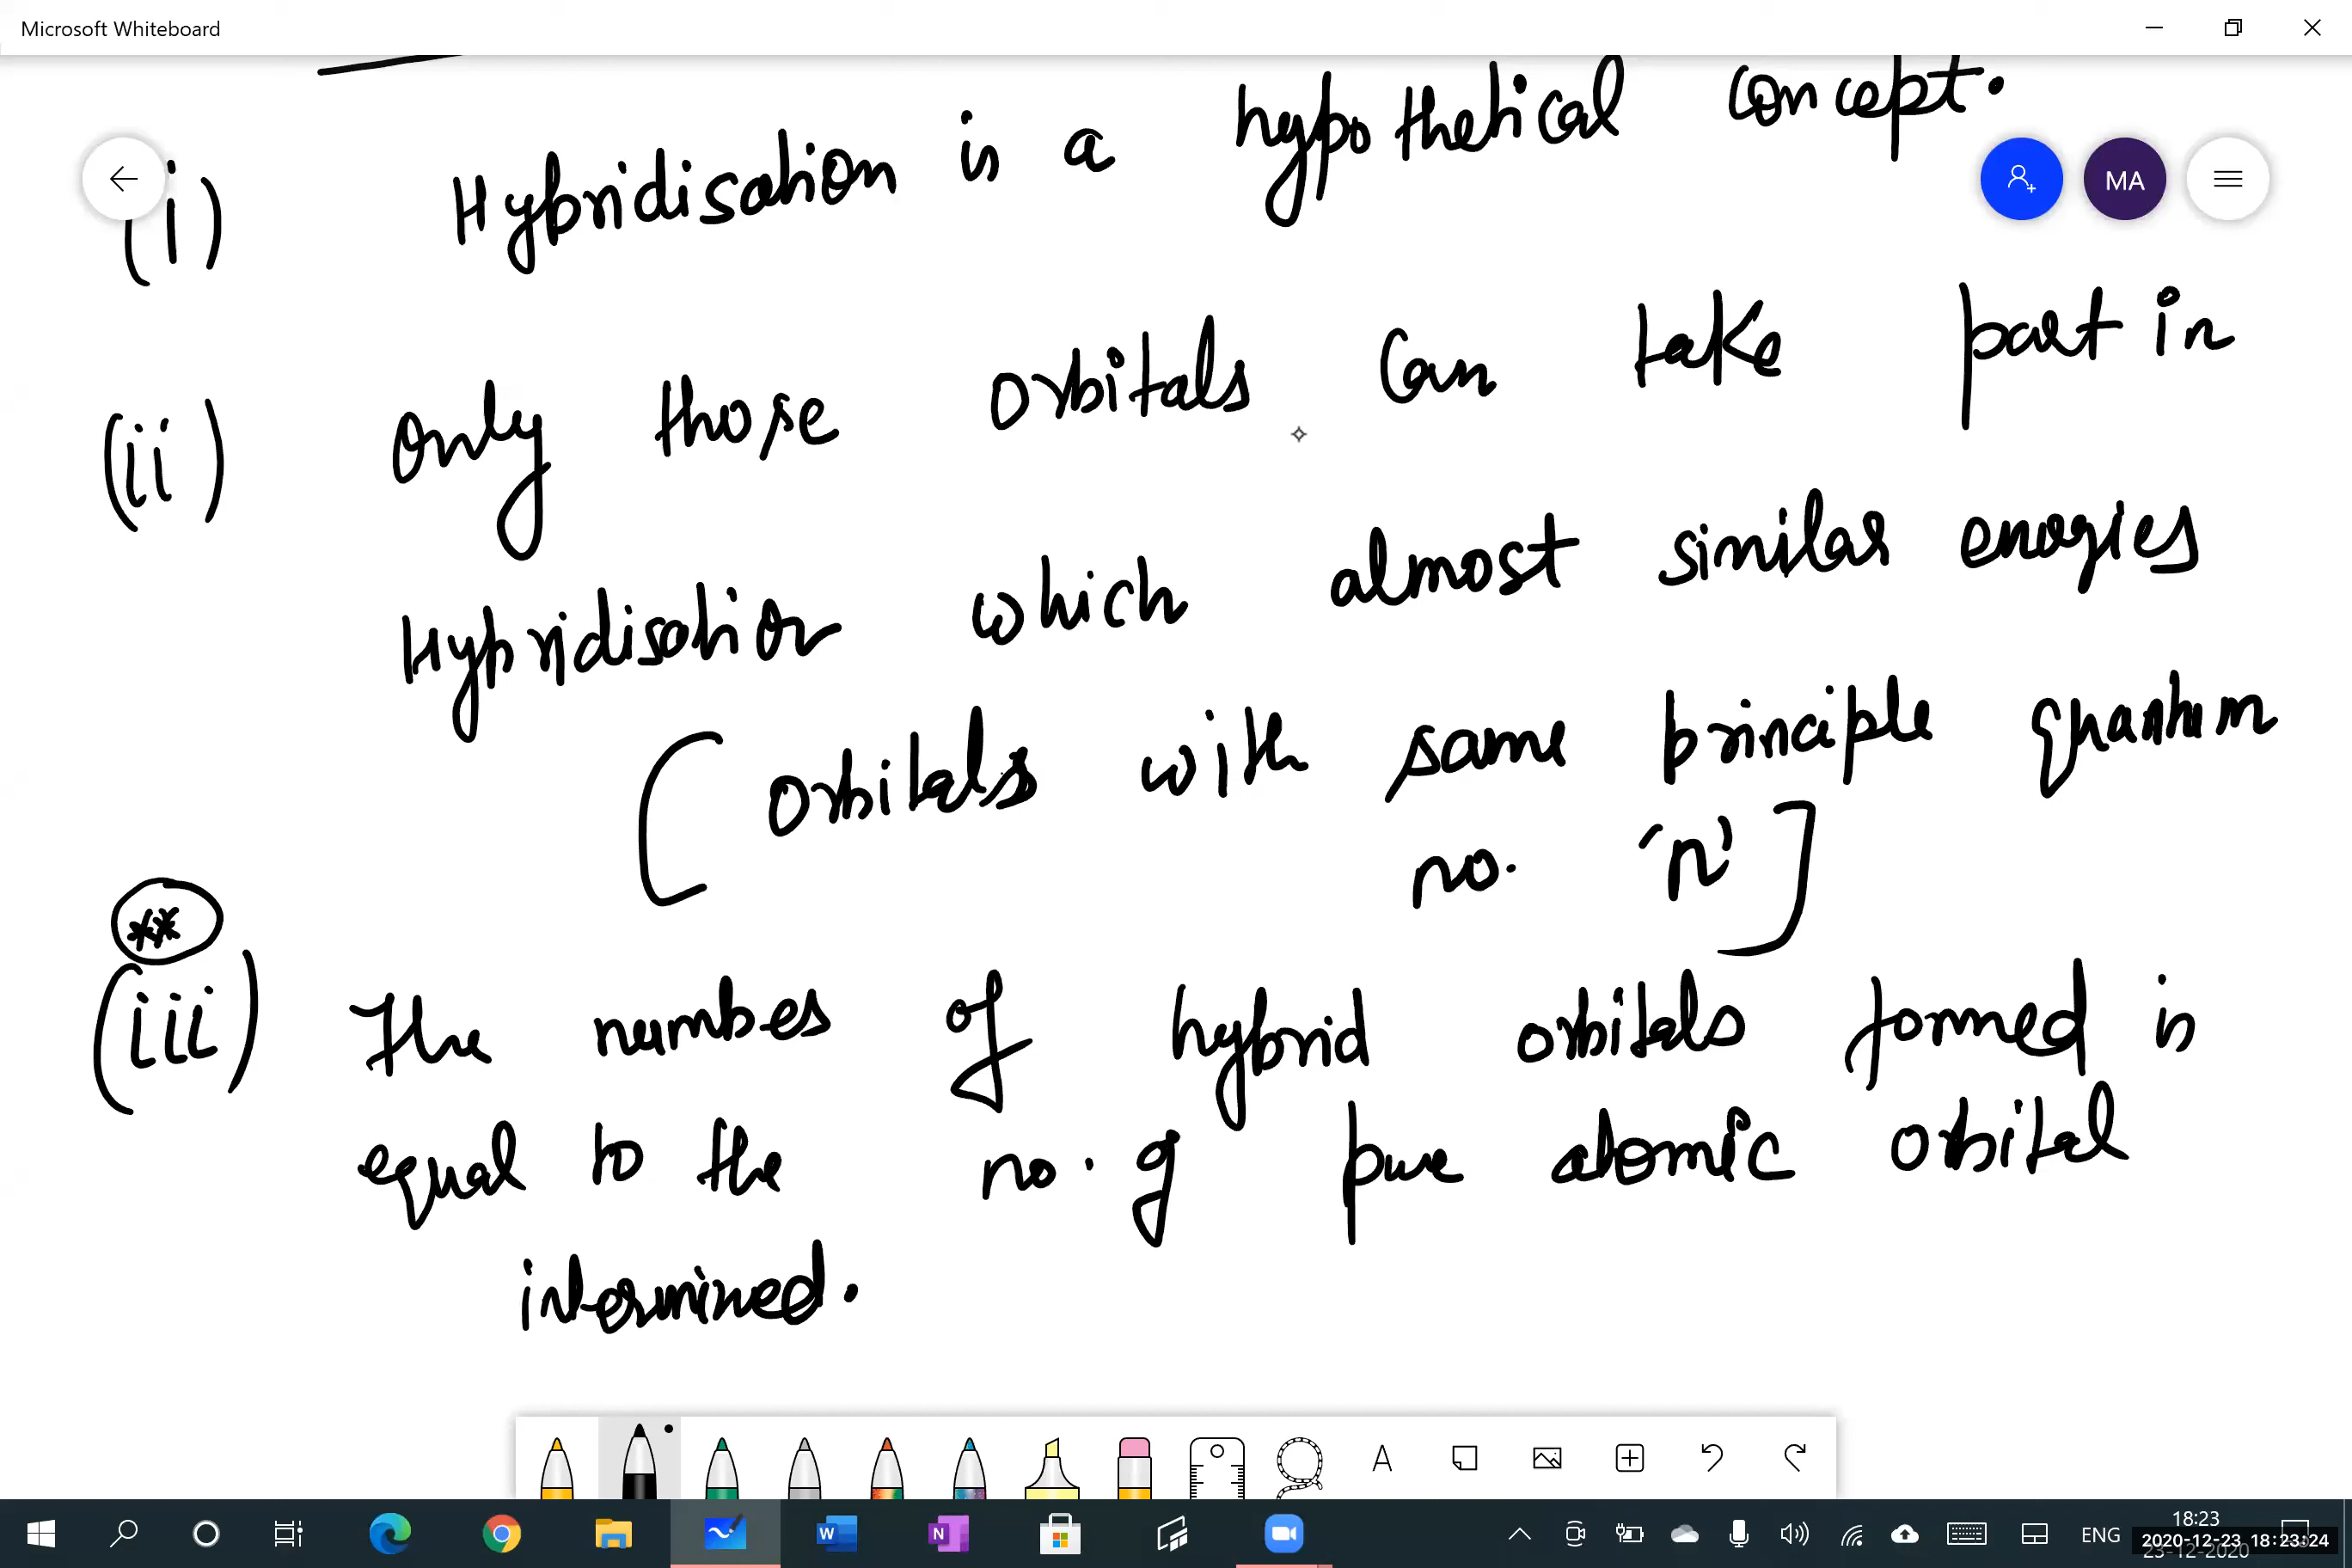 Microsoft Whiteboard
(i) Hybridisation is a hypothetical concept.
MA
(ii) Only those orbitals can take part in
Hybridisation which almost similar energies
[orbitals with same principle quantum
no. 'n']
**
(iii) The number of hybrid orbitals formed is
equal to the no. of pure atomic orbital
intermixed.
A
ENG
18:23
2020-12-23 18:23:24
23-12-2020